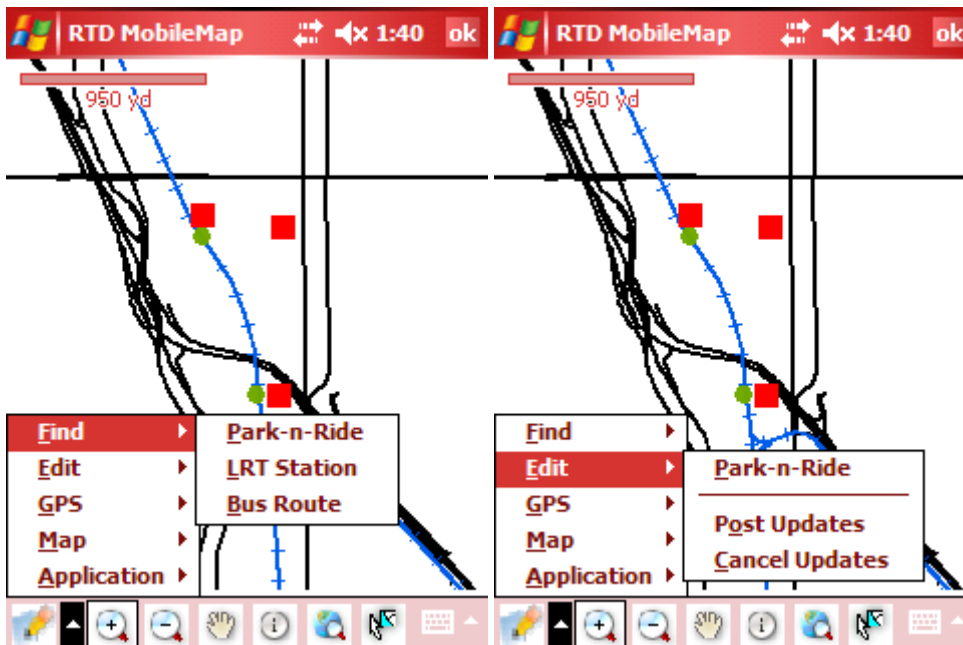 RTD MobileMap 1:40 ok
950 yd
Find
Edit
GPS
Map
Application
Park-n-Ride
LRT Station
Bus Route
RTD MobileMap 1:40 ok
950 yd
Find
Edit
GPS
Map
Application
Park-n-Ride
Post Updates
Cancel Updates